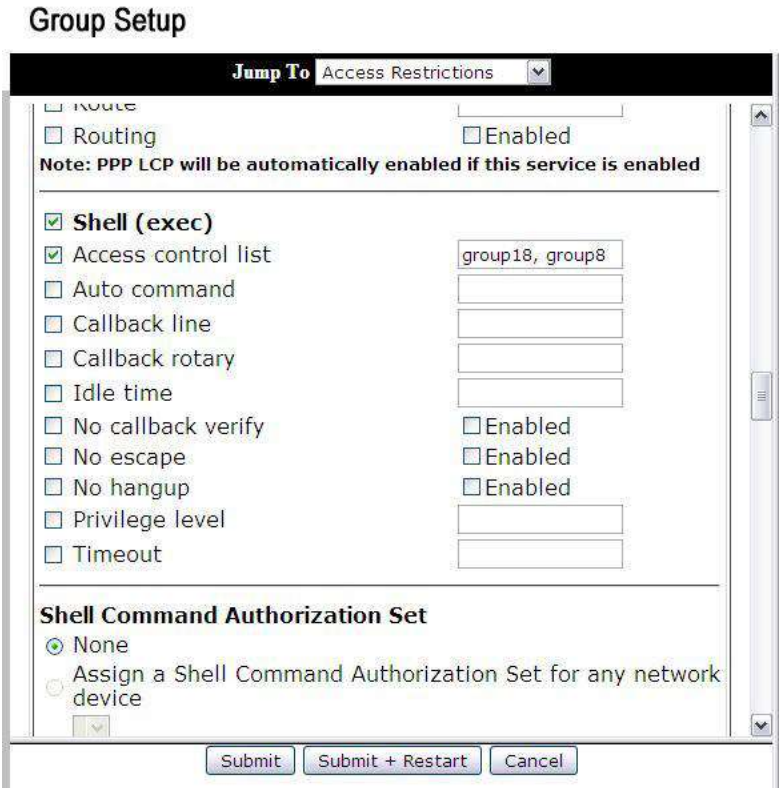 Group Setup
Jump To Access Restrictions
Route
Routing Enabled
Note: PPP LCP will be automatically enabled if this service is enabled
Shell (exec)
Access control list group18, group8
Auto command
Callback line
Callback rotary
Idle time
No callback verify Enabled
No escape Enabled
No hangup Enabled
Privilege level
Timeout
Shell Command Authorization Set
None
Assign a Shell Command Authorization Set for any network
device
Submit Submit + Restart Cancel